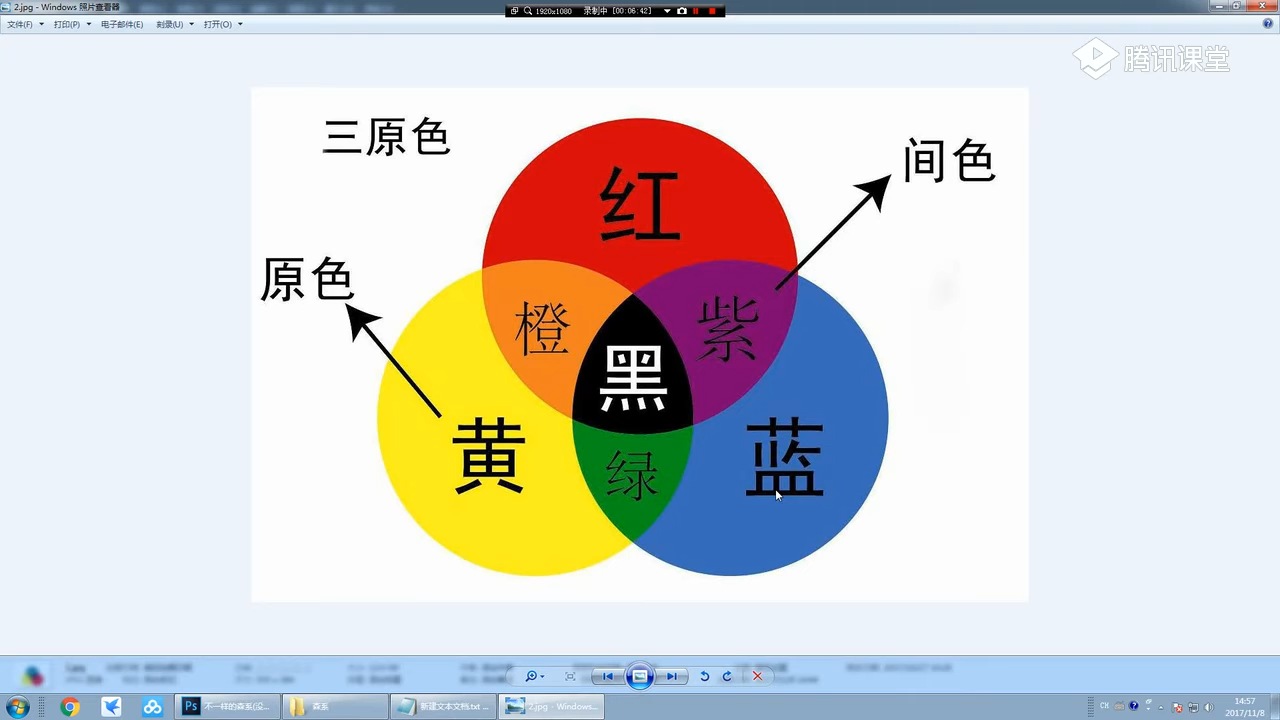 2.jpg - Windows 照片查看器
1920x1080 录制中 [00:06:42]
文件(F) 打印(P) 电子邮件(E) 刻录(U) 打开(O)
腾讯课堂
三原色
间色
红
原色
橙
紫
黑
黄
蓝
绿
Ps 不一样的森系(没...
森系
新建文本文档.txt ...
2.jpg - Windows...
CK
14:57
2017/11/8